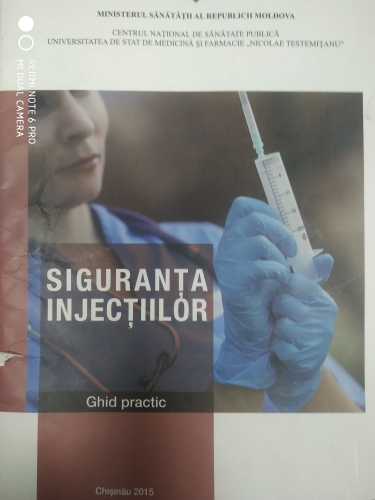 MINISTERUL SĂNĂTĂȚII AL REPUBLICII MOLDOVA
CENTRUL NAȚIONAL DE SĂNĂTATE PUBLICĂ
UNIVERSITATEA DE STAT DE MEDICINĂ ȘI FARMACIE „NICOLAE TESTEMIȚANU”
REDMI NOTE 6 PRO
MI DUAL CAMERA
SIGURANȚA
INJECȚIILOR
Ghid practic
Chișinău 2015